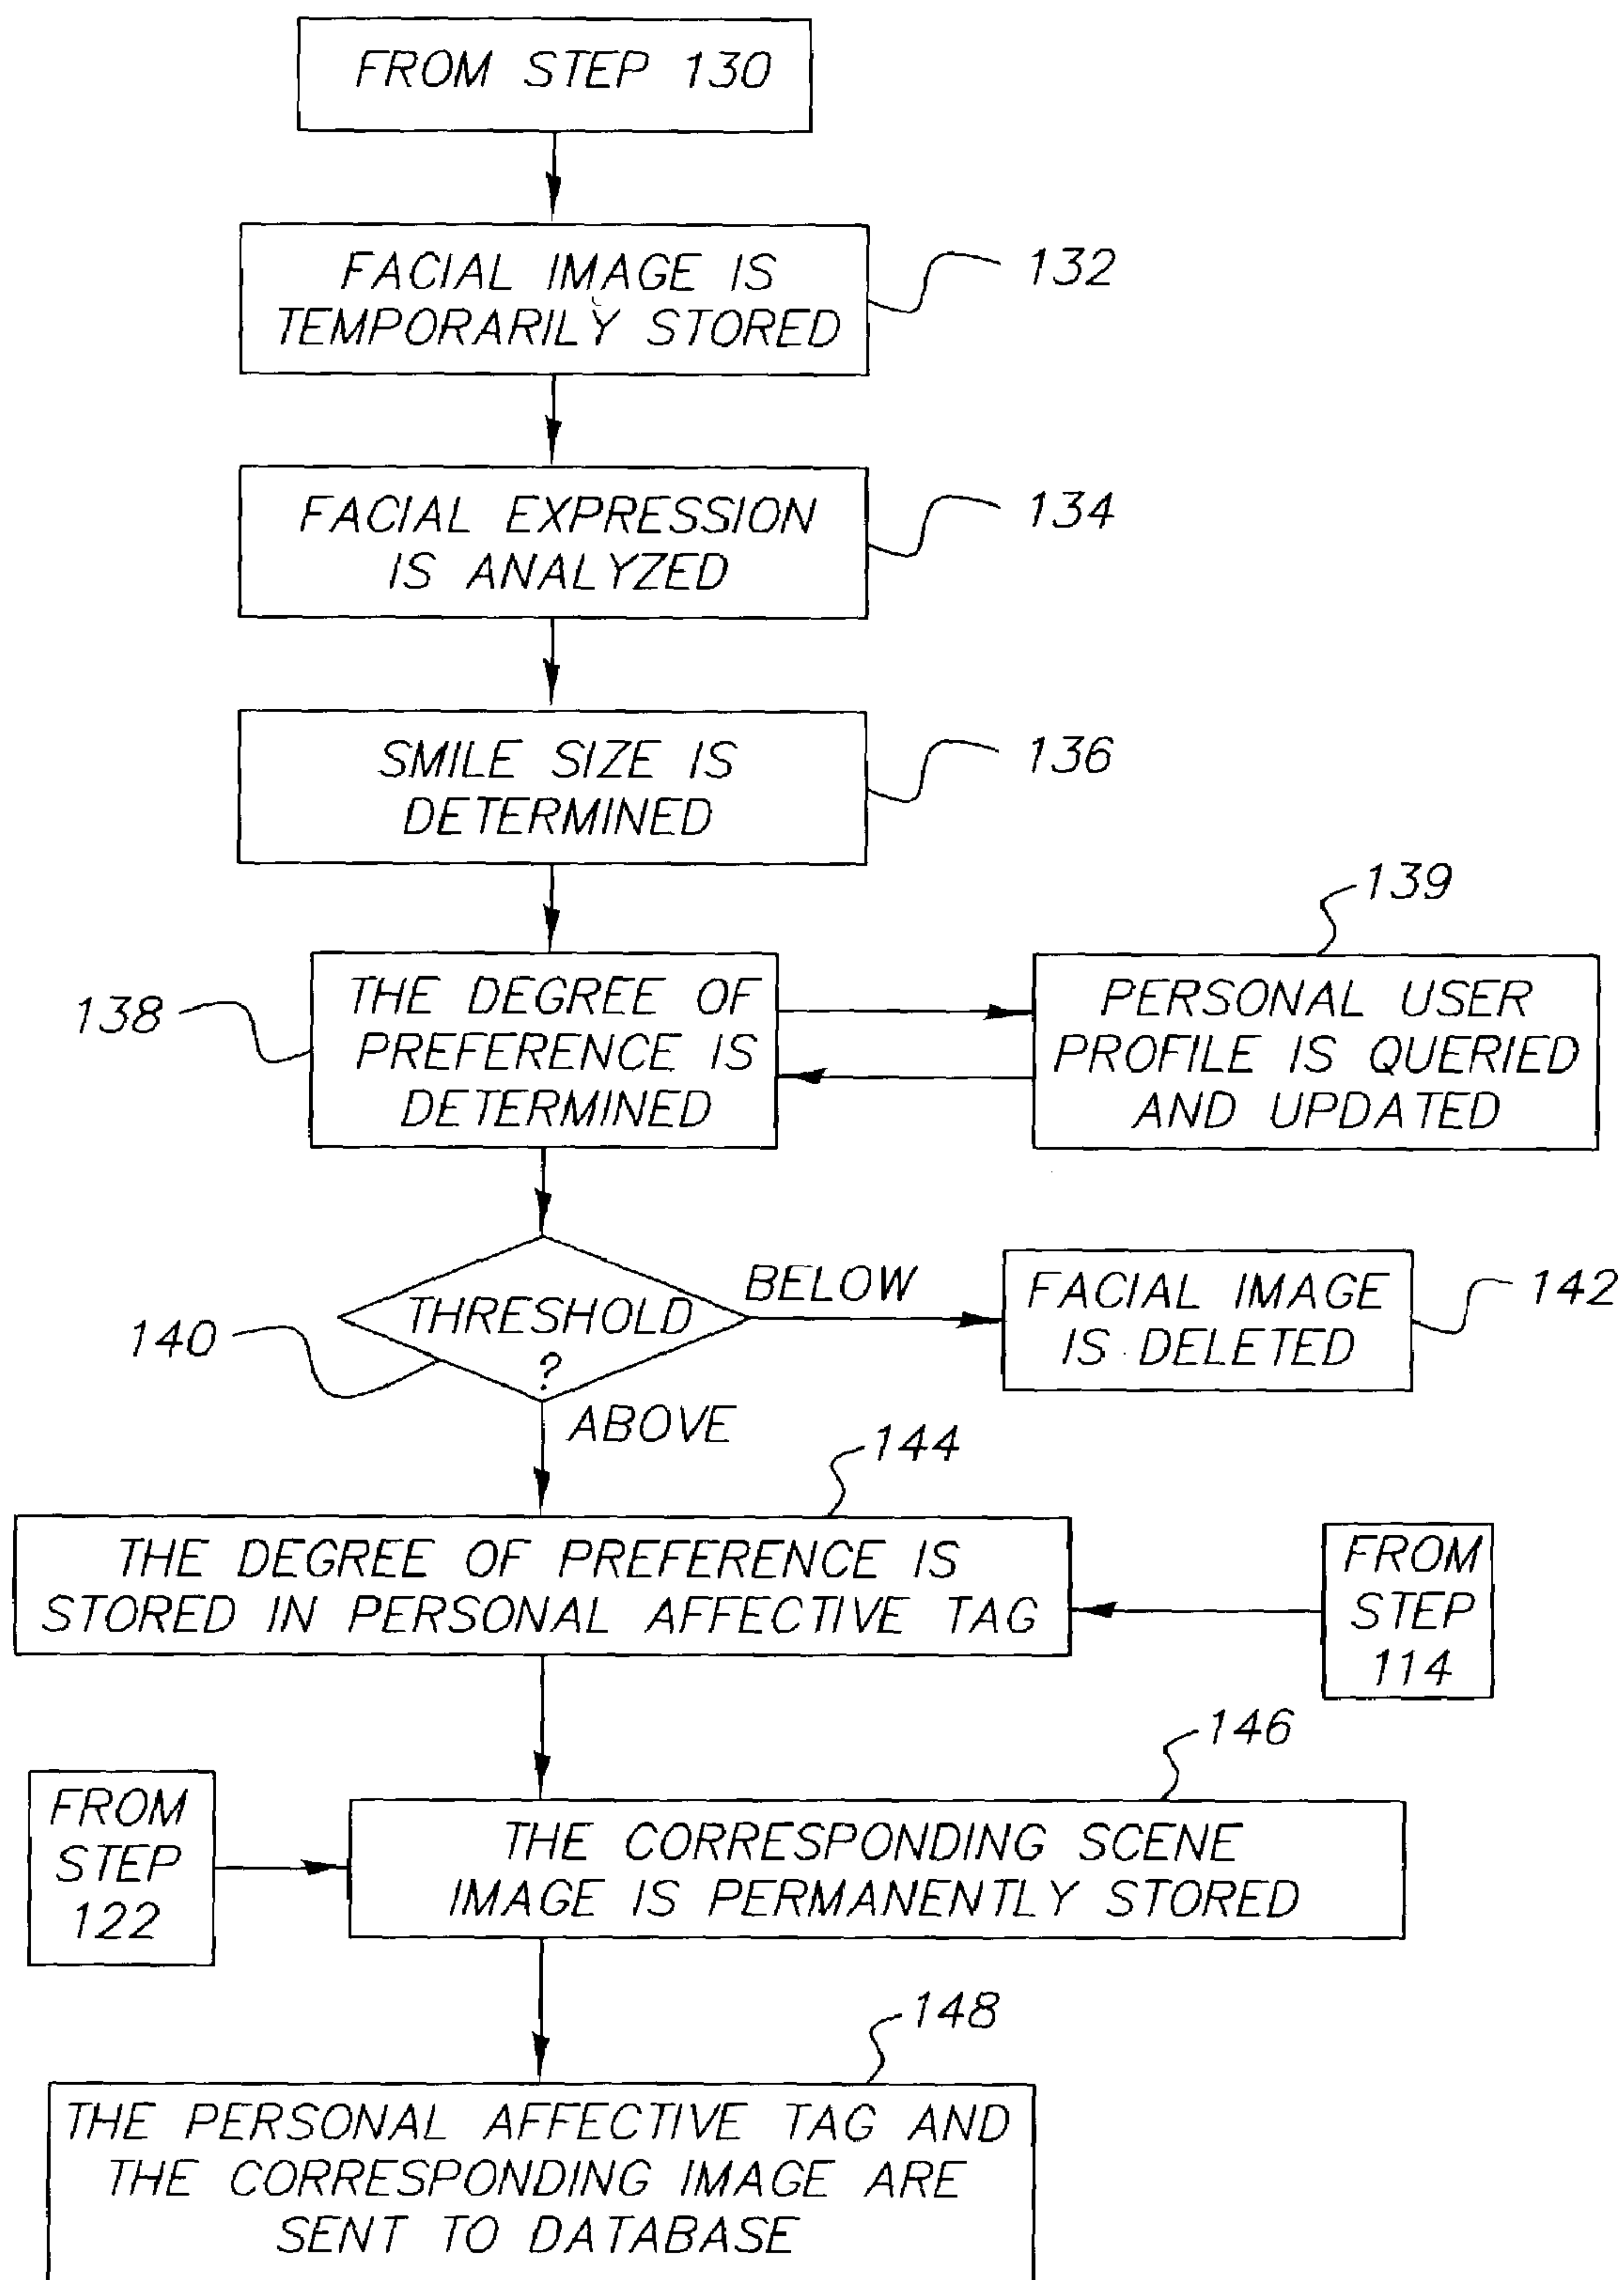 FROM STEP 130
FACIAL IMAGE IS
TEMPORARILY STORED
132
FACIAL EXPRESSION
IS ANALYZED
134
SMILE SIZE IS
DETERMINED
136
139
138
THE DEGREE OF
PREFERENCE IS
DETERMINED
PERSONAL USER
PROFILE IS QUERIED
AND UPDATED
140
THRESHOLD
?
BELOW
FACIAL IMAGE
IS DELETED
142
ABOVE
144
THE DEGREE OF PREFERENCE IS
STORED IN PERSONAL AFFECTIVE TAG
FROM
STEP
114
146
FROM
STEP
122
THE CORRESPONDING SCENE
IMAGE IS PERMANENTLY STORED
148
THE PERSONAL AFFECTIVE TAG AND
THE CORRESPONDING IMAGE ARE
SENT TO DATABASE